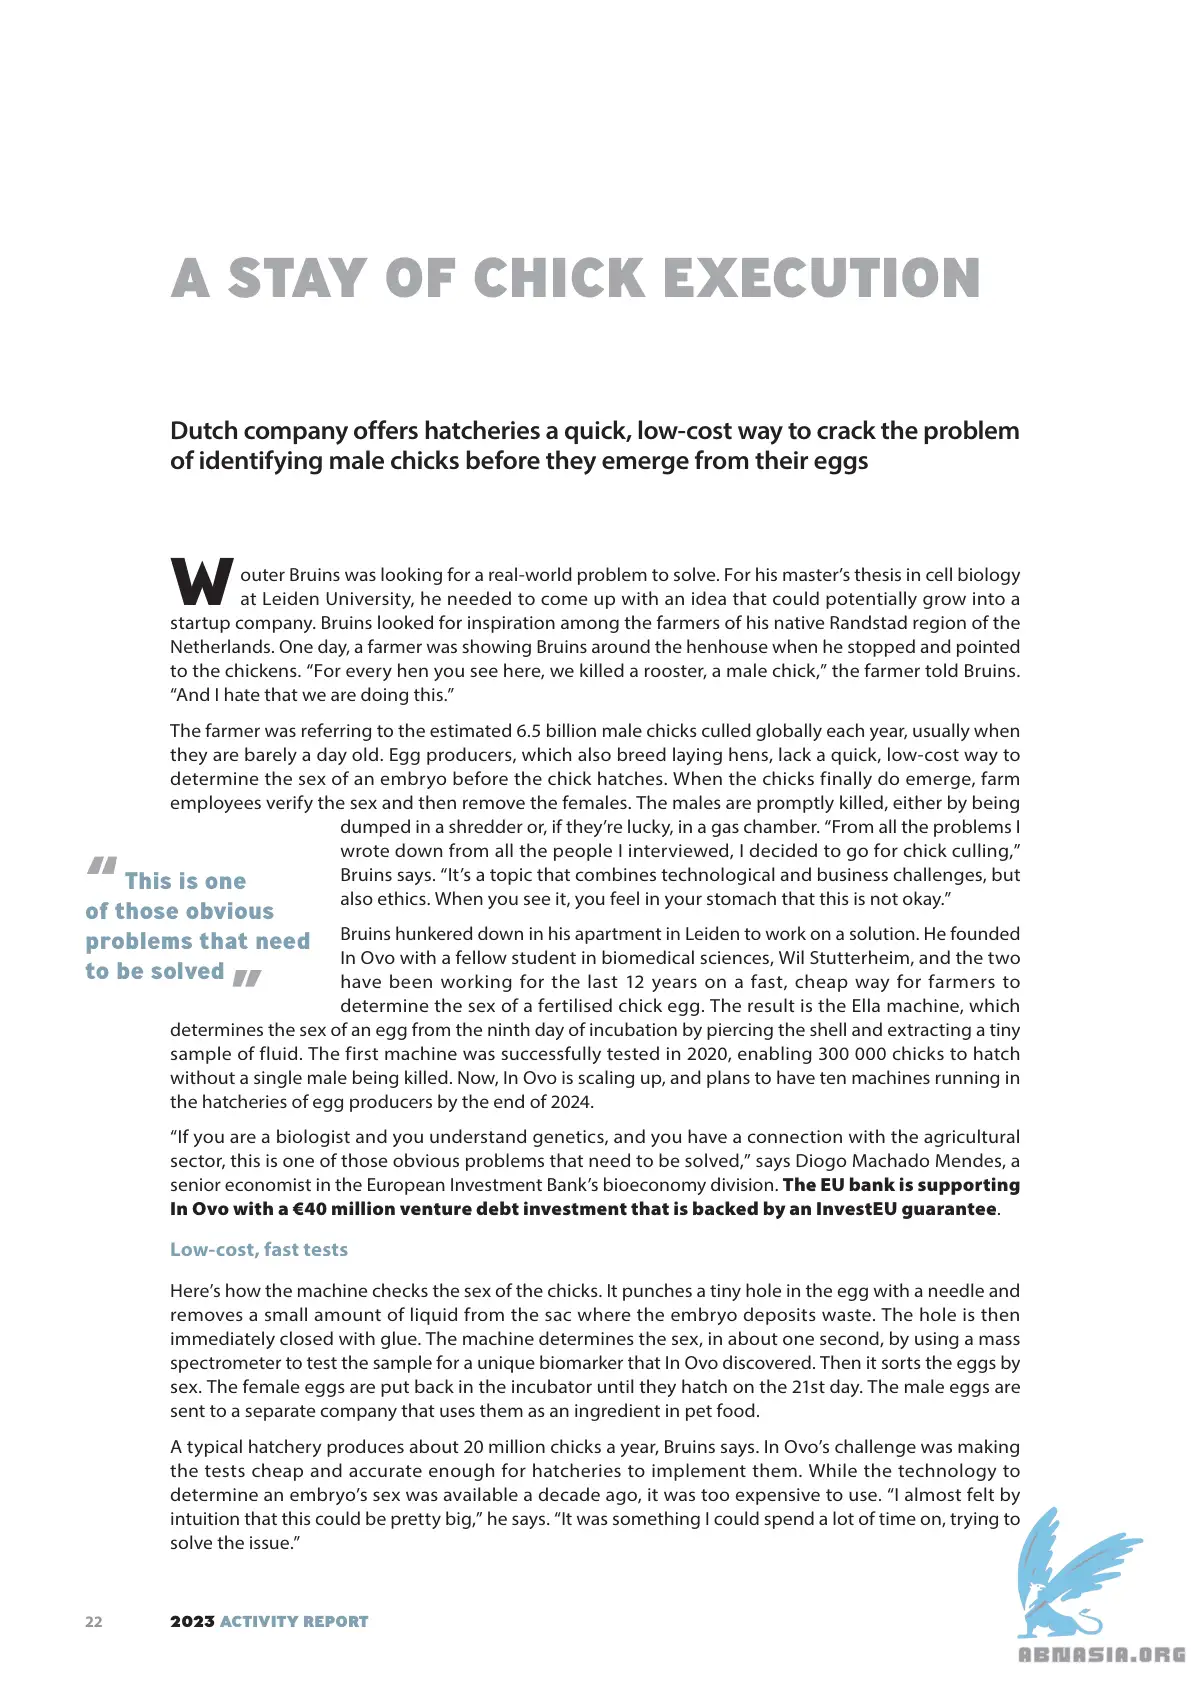 A STAY OF CHICK EXECUTION
Dutch company offers hatcheries a quick, low-cost way to crack the problem
of identifying male chicks before they emerge from their eggs
Wouter Bruins was looking for a real-world problem to solve. For his master’s thesis in cell biology
at Leiden University, he needed to come up with an idea that could potentially grow into a
startup company. Bruins looked for inspiration among the farmers of his native Randstad region of the
Netherlands. One day, a farmer was showing Bruins around the henhouse when he stopped and pointed
to the chickens. “For every hen you see here, we killed a rooster, a male chick,” the farmer told Bruins.
“And I hate that we are doing this.”
The farmer was referring to the estimated 6.5 billion male chicks culled globally each year, usually when
they are barely a day old. Egg producers, which also breed laying hens, lack a quick, low-cost way to
determine the sex of an embryo before the chick hatches. When the chicks finally do emerge, farm
employees verify the sex and then remove the females. The males are promptly killed, either by being
dumped in a shredder or, if they’re lucky, in a gas chamber. “From all the problems I
wrote down from all the people I interviewed, I decided to go for chick culling,”
Bruins says. “It’s a topic that combines technological and business challenges, but
also ethics. When you see it, you feel in your stomach that this is not okay.”
“ This is one
of those obvious
problems that need
to be solved ”
Bruins hunkered down in his apartment in Leiden to work on a solution. He founded
In Ovo with a fellow student in biomedical sciences, Wil Stutterheim, and the two
have been working for the last 12 years on a fast, cheap way for farmers to
determine the sex of a fertilised chick egg. The result is the Ella machine, which
determines the sex of an egg from the ninth day of incubation by piercing the shell and extracting a tiny
sample of fluid. The first machine was successfully tested in 2020, enabling 300 000 chicks to hatch
without a single male being killed. Now, In Ovo is scaling up, and plans to have ten machines running in
the hatcheries of egg producers by the end of 2024.
“If you are a biologist and you understand genetics, and you have a connection with the agricultural
sector, this is one of those obvious problems that need to be solved,” says Diogo Machado Mendes, a
senior economist in the European Investment Bank’s bioeconomy division. The EU bank is supporting
In Ovo with a €40 million venture debt investment that is backed by an InvestEU guarantee.
Low-cost, fast tests
Here’s how the machine checks the sex of the chicks. It punches a tiny hole in the egg with a needle and
removes a small amount of liquid from the sac where the embryo deposits waste. The hole is then
immediately closed with glue. The machine determines the sex, in about one second, by using a mass
spectrometer to test the sample for a unique biomarker that In Ovo discovered. Then it sorts the eggs by
sex. The female eggs are put back in the incubator until they hatch on the 21st day. The male eggs are
sent to a separate company that uses them as an ingredient in pet food.
A typical hatchery produces about 20 million chicks a year, Bruins says. In Ovo’s challenge was making
the tests cheap and accurate enough for hatcheries to implement them. While the technology to
determine an embryo’s sex was available a decade ago, it was too expensive to use. “I almost felt by
intuition that this could be pretty big,” he says. “It was something I could spend a lot of time on, trying to
solve the issue.”
22 2023 ACTIVITY REPORT
ABNASIA.ORG